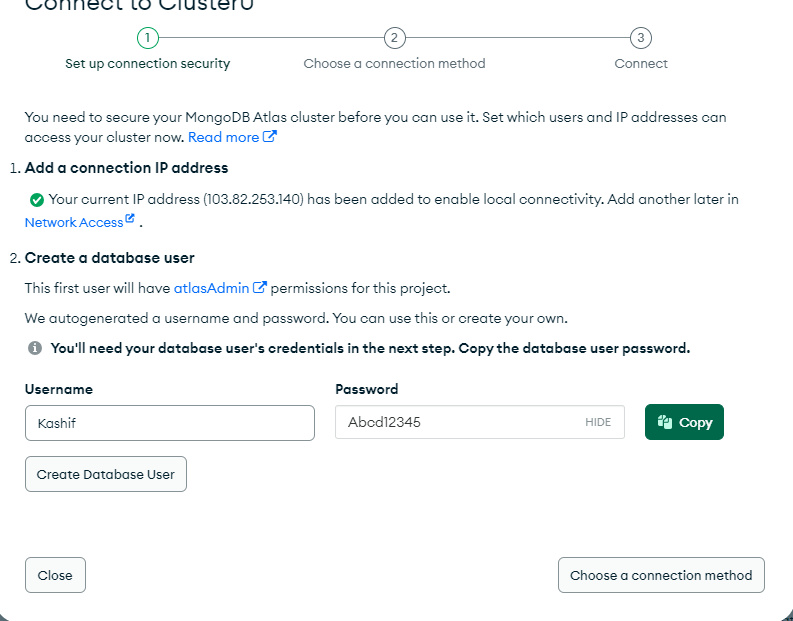 Connect to Cluster0
1
2
3
Set up connection security
Choose a connection method
Connect
You need to secure your MongoDB Atlas cluster before you can use it. Set which users and IP addresses can
access your cluster now. Read more
1. Add a connection IP address
Your current IP address (103.82.253.140) has been added to enable local connectivity. Add another later in
Network Access .
2. Create a database user
This first user will have atlasAdmin permissions for this project.
We autogenerated a username and password. You can use this or create your own.
You'll need your database user's credentials in the next step. Copy the database user password.
Username
Password
Kashif
Abcd12345
HIDE
Copy
Create Database User
Close
Choose a connection method